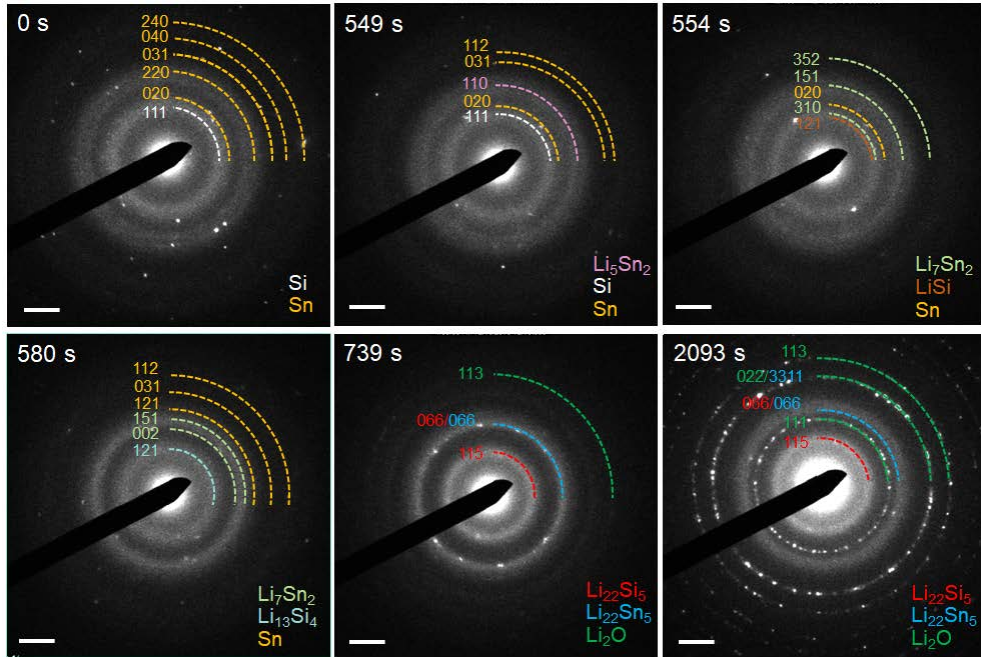 0 s
240
040
031
220
020
111
Si
Sn
549 s
112
031
110
020
111
Li₅Sn₂
Si
Sn
554 s
352
151
020
310
121
Li₇Sn₂
LiSi
Sn
580 s
112
031
121
151
002
121
Li₇Sn₂
Li₁₃Si₄
Sn
739 s
113
066/066
115
Li₂₂Si₅
Li₂₂Sn₅
Li₂O
2093 s
113
022/3311
066/066
111
115
Li₂₂Si₅
Li₂₂Sn₅
Li₂O